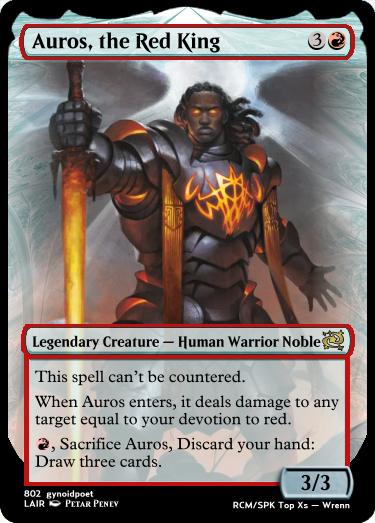 Auros, the Red King 3
Legendary Creature — Human Warrior Noble
This spell can't be countered.
When Auros enters, it deals damage to any
target equal to your devotion to red.
, Sacrifice Auros, Discard your hand:
Draw three cards.
3/3
802 gynoidpoet
LAIR Petar Penev
RCM/SPK Top Xs — Wrenn